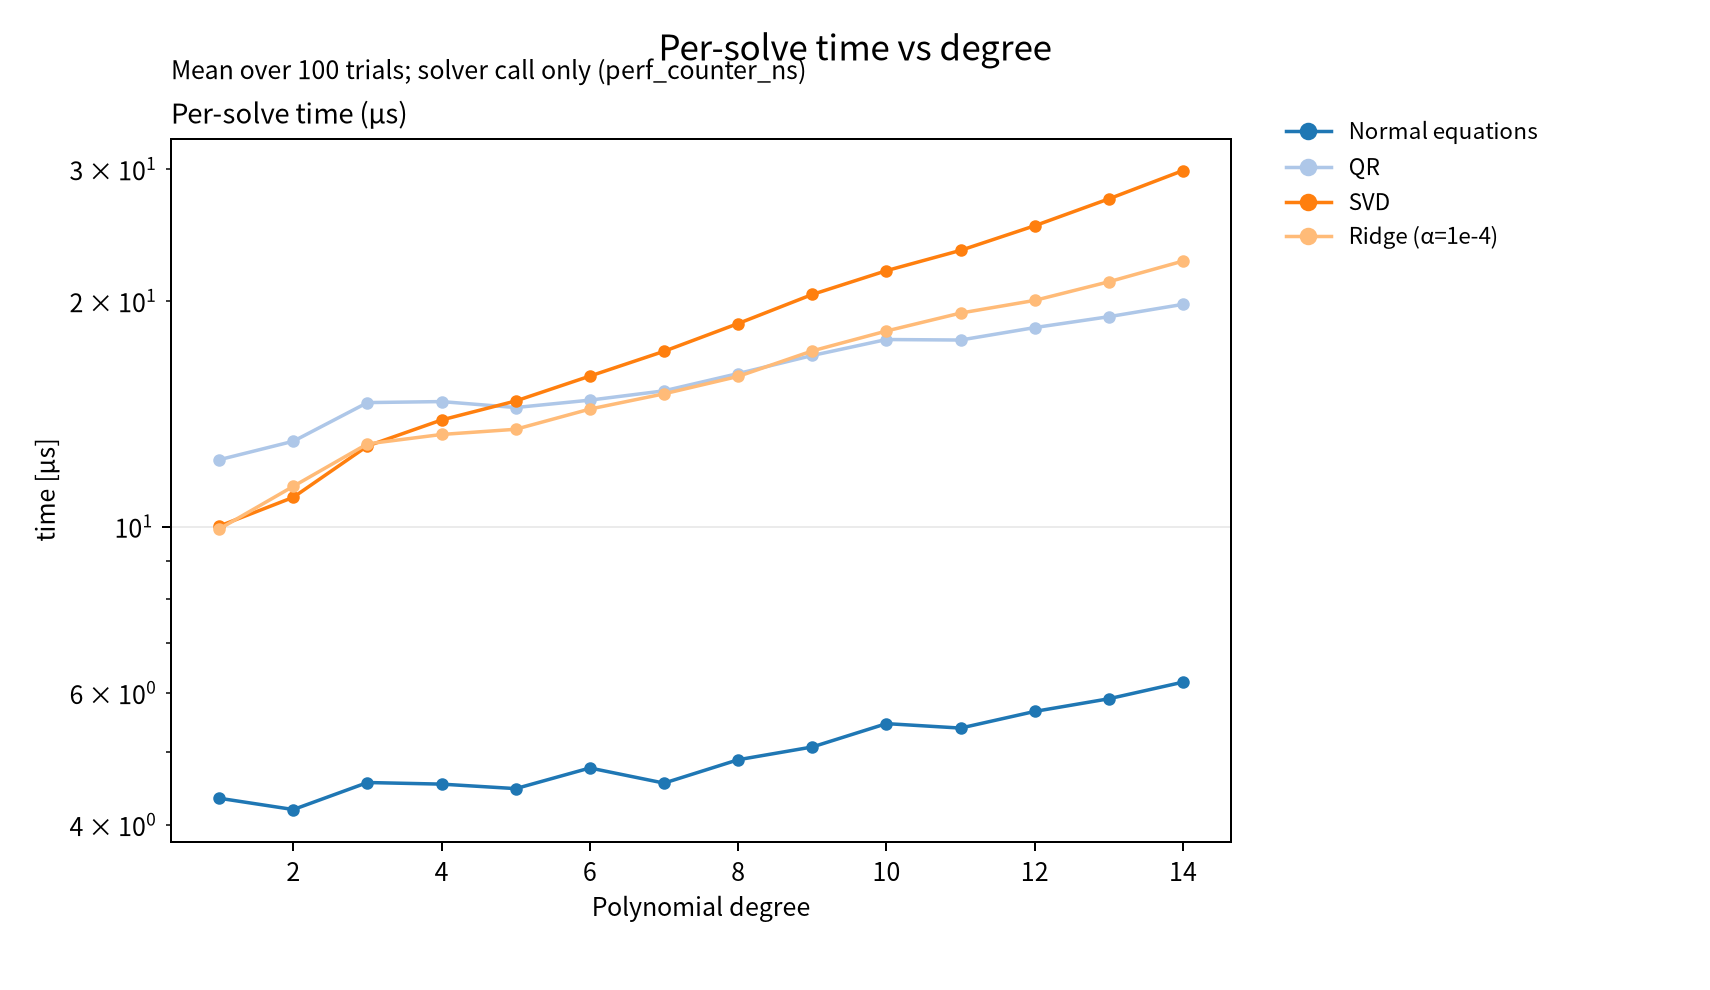 Per-solve time vs degree
Mean over 100 trials; solver call only (perf_counter_ns)
Per-solve time (μs)
Normal equations
QR
SVD
Ridge (α=1e-4)
3 × 10¹
2 × 10¹
10¹
6 × 10⁰
4 × 10⁰
time [μs]
2 4 6 8 10 12 14
Polynomial degree